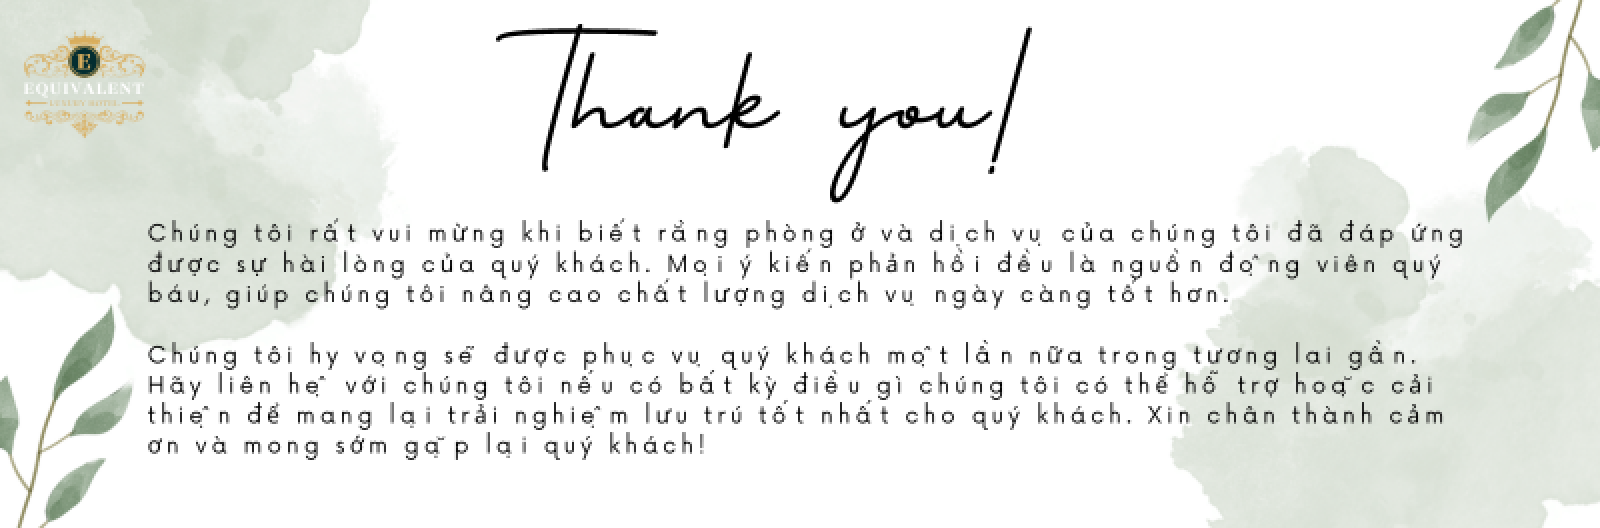 E
EQUIVALENT
LUXURY HOTEL
Thank you!
Chúng tôi rất vui mừng khi biết rằng phòng ở và dịch vụ của chúng tôi đã đáp ứng
được sự hài lòng của quý khách. Mọi ý kiến phản hồi đều là nguồn động viên quý
báu, giúp chúng tôi nâng cao chất lượng dịch vụ ngày càng tốt hơn.
Chúng tôi hy vọng sẽ được phục vụ quý khách một lần nữa trong tương lai gần.
Hãy liên hệ với chúng tôi nếu có bất kỳ điều gì chúng tôi có thể hỗ trợ hoặc cải
thiện để mang lại trải nghiệm lưu trú tốt nhất cho quý khách. Xin chân thành cảm
ơn và mong sớm gặp lại quý khách!